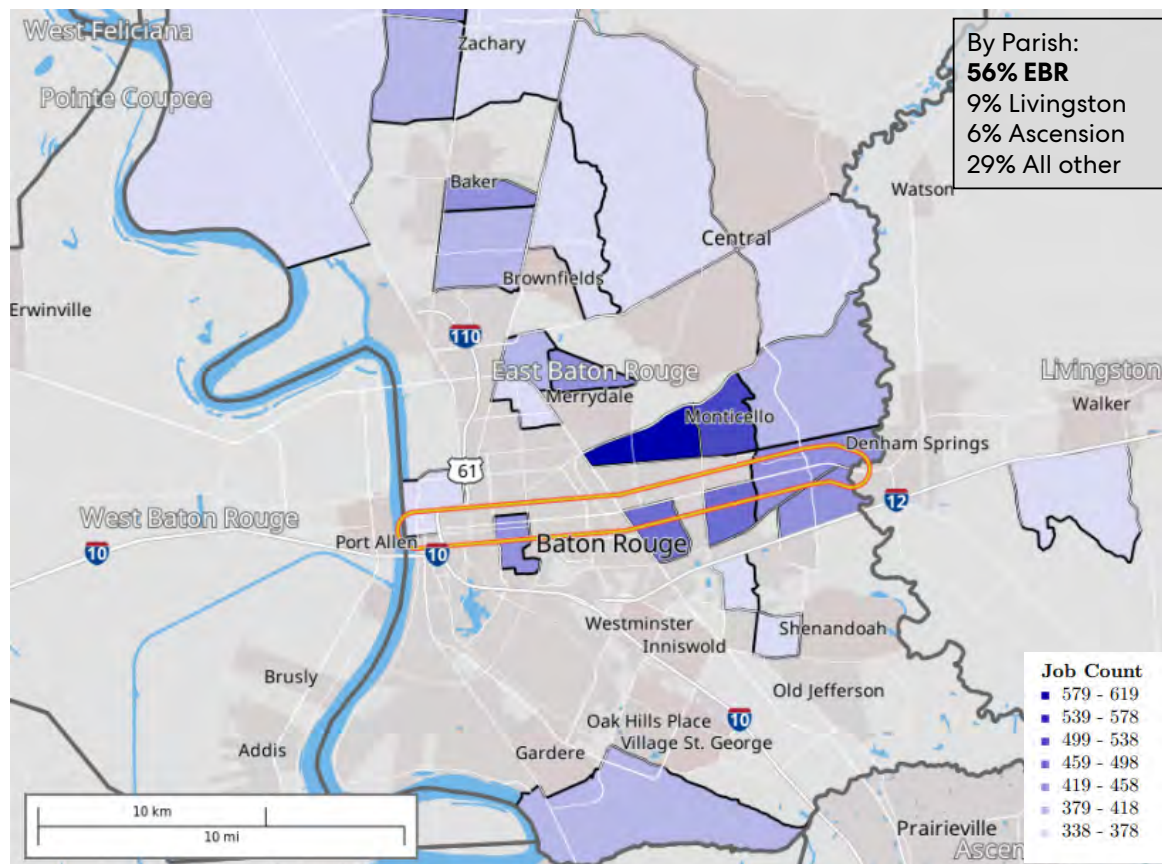 West Feliciana
Zachary
By Parish:
56% EBR
9% Livingston
6% Ascension
29% All other
Pointe Coupee
Baker
Watson
Central
Brownfields
Erwinville
110
East Baton Rouge
Merrydale
Livingston
Walker
Monticello
Denham Springs
61
12
West Baton Rouge
Port Allen
10
10
Baton Rouge
Westminster
Inniswold
Shenandoah
Brusly
Old Jefferson
Job Count
579 - 619
539 - 578
499 - 538
459 - 498
419 - 458
379 - 418
338 - 378
Oak Hills Place
10
Village St. George
Addis
Gardere
10 km
10 mi
Prairieville
Ascen